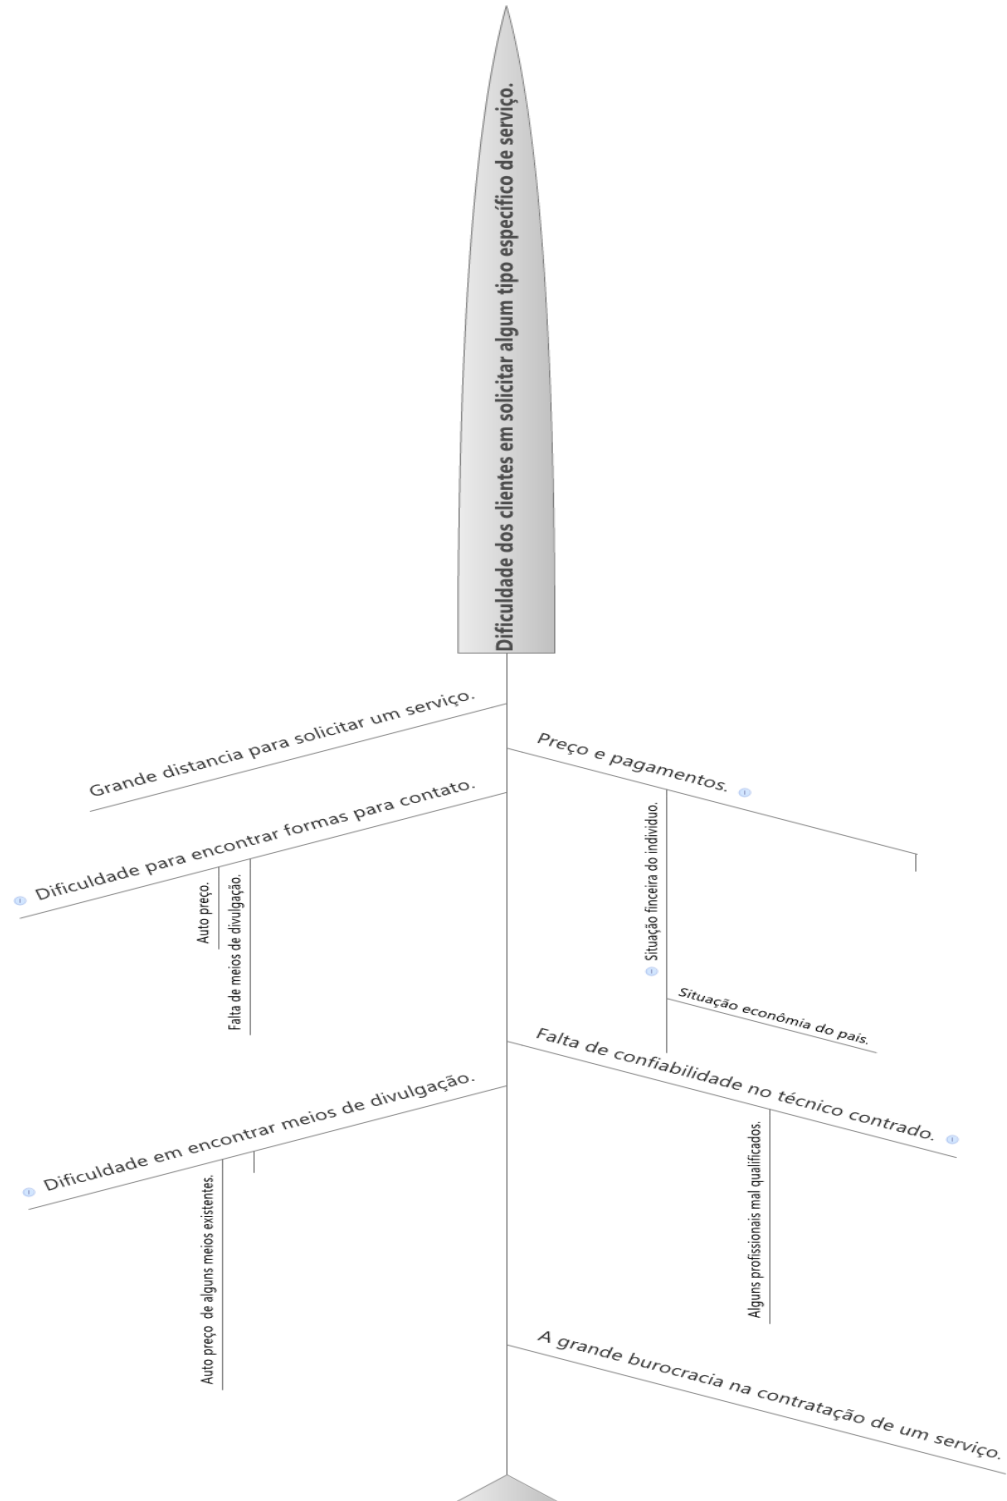 Dificuldade dos clientes em solicitar algum tipo específico de serviço.
Grande distancia para solicitar um serviço.
Preço e pagamentos.
Situação finceira do individuo.
Situação econômia do país.
Dificuldade para encontrar formas para contato.
Auto preço.
Falta de meios de divulgação.
Falta de confiabilidade no técnico contrado.
Alguns profissionais mal qualificados.
Dificuldade em encontrar meios de divulgação.
Auto preço de alguns meios existentes.
A grande burocracia na contratação de um serviço.